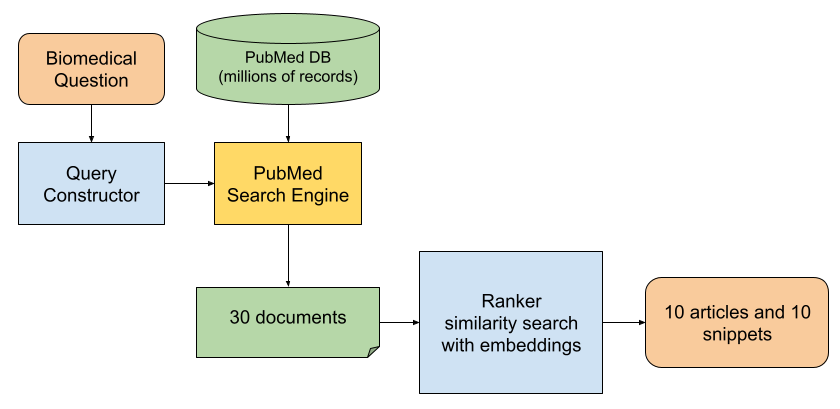 Biomedical
Question
PubMed DB
(millions of records)
Query
Constructor
PubMed
Search Engine
30 documents
Ranker
similarity search
with embeddings
10 articles and 10
snippets